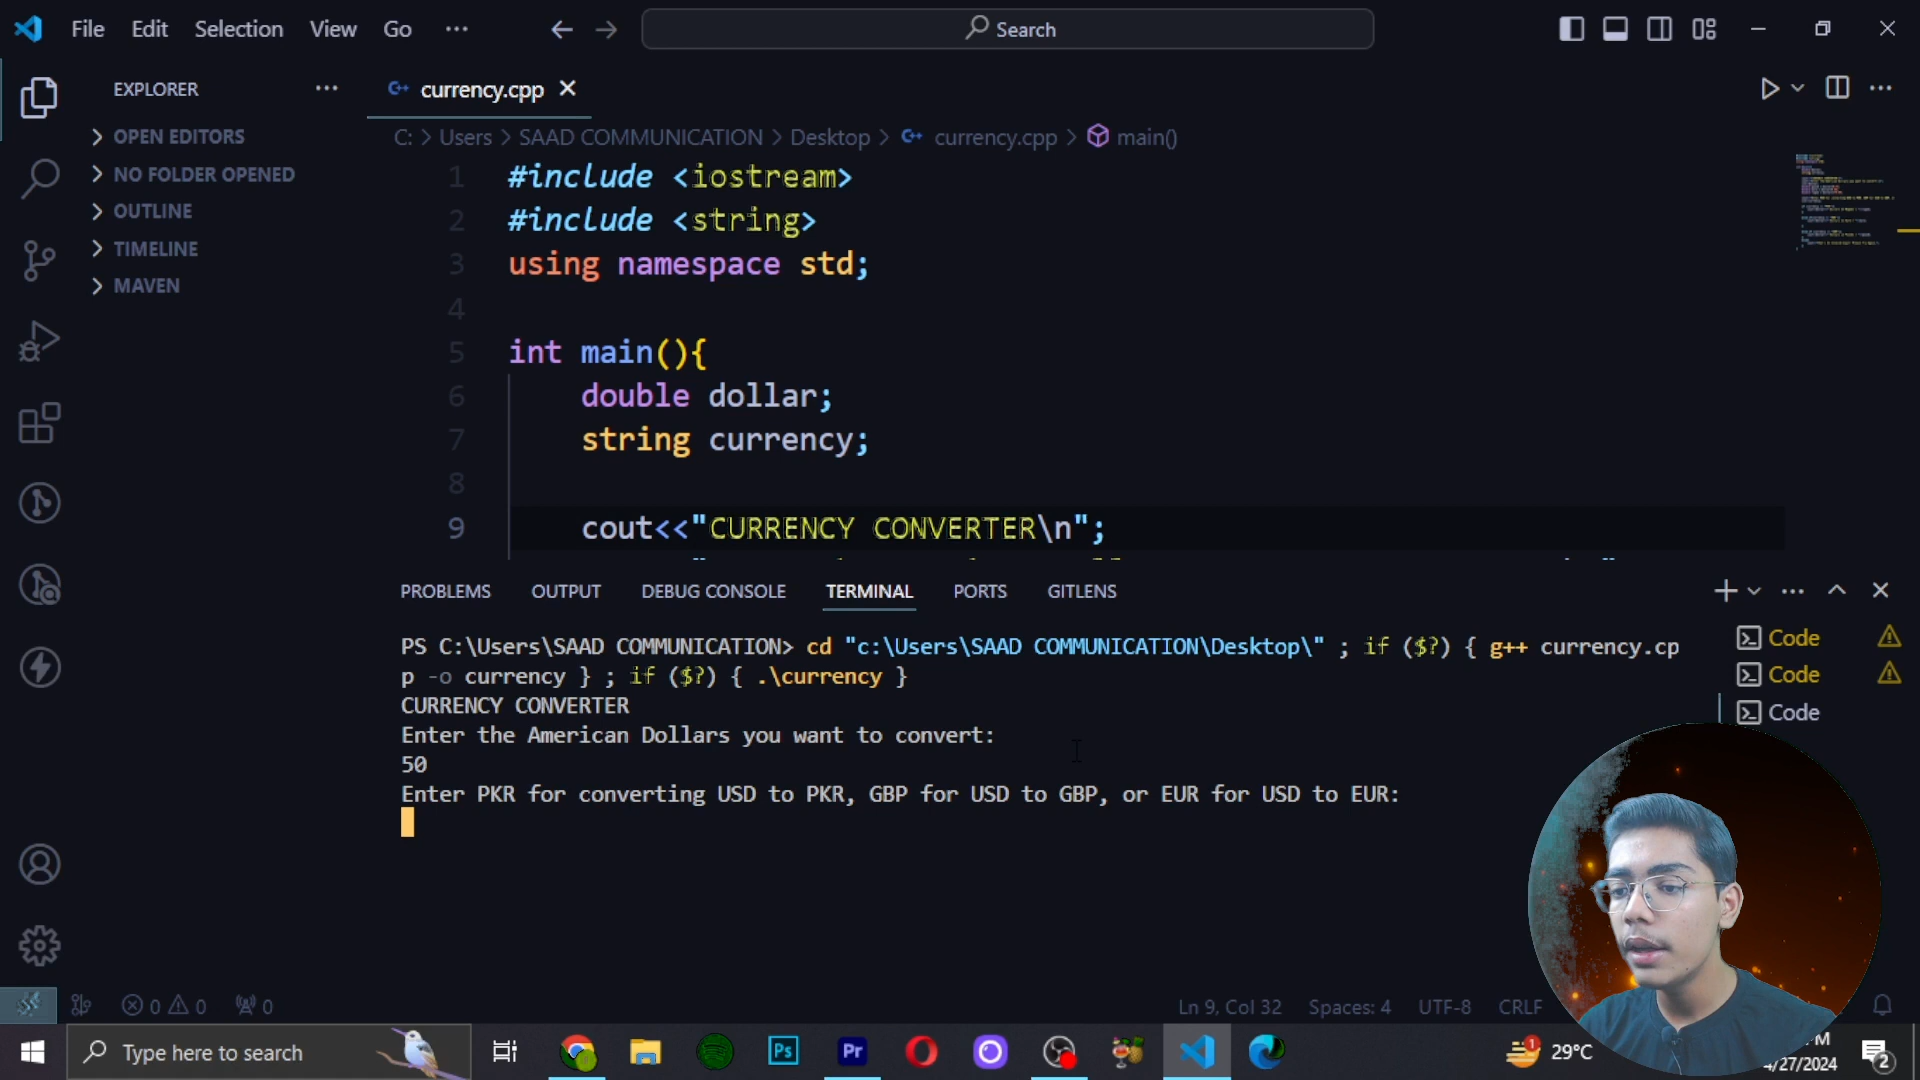 File Edit Selection View Go ··· Search
EXPLORER ···
currency.cpp
OPEN EDITORS
NO FOLDER OPENED
OUTLINE
TIMELINE
MAVEN
C: > Users > SAAD COMMUNICATION > Desktop > currency.cpp > main()
1 #include <iostream>
2 #include <string>
3 using namespace std;
4
5 int main(){
6 double dollar;
7 string currency;
8
9 cout<<"CURRENCY CONVERTER\n";
PROBLEMS OUTPUT DEBUG CONSOLE TERMINAL PORTS GITLENS
PS C:\Users\SAAD COMMUNICATION> cd "c:\Users\SAAD COMMUNICATION\Desktop\" ; if ($?) { g++ currency.cp
p -o currency } ; if ($?) { .\currency }
CURRENCY CONVERTER
Enter the American Dollars you want to convert:
50
Enter PKR for converting USD to PKR, GBP for USD to GBP, or EUR for USD to EUR:
Code
Code
Code
0 0 0
Ln 9, Col 32 Spaces: 4 UTF-8 CRLF
Type here to search
Ps Pr
1
29°C
4/27/2024
2